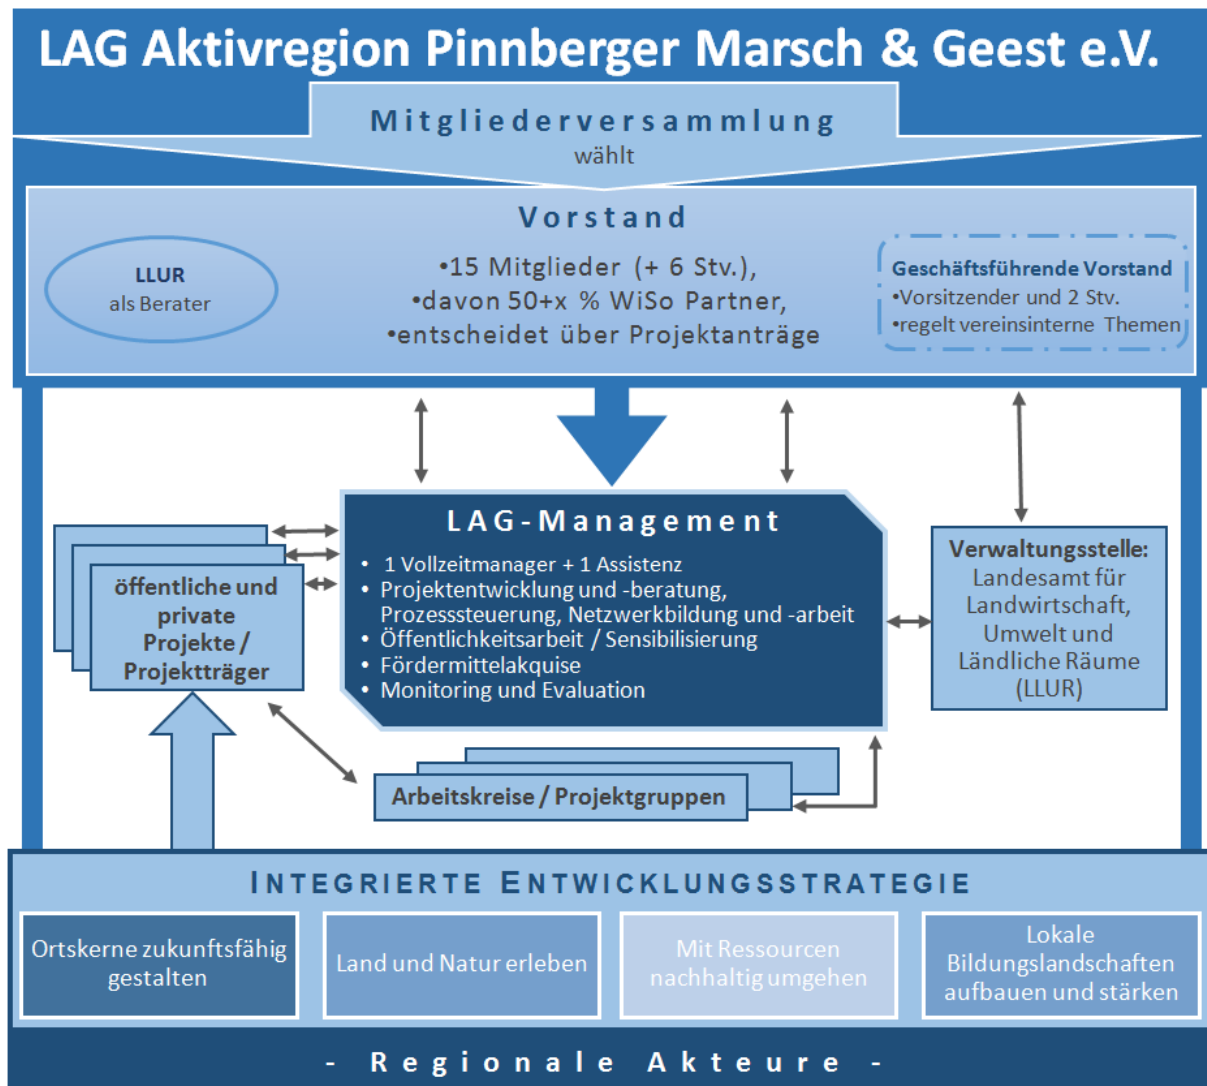 LAG Aktivregion Pinnberger Marsch & Geest e.V.
Mitgliederversammlung
wählt
Vorstand
LLUR
als Berater
•15 Mitglieder (+ 6 Stv.),
•davon 50+x % WiSo Partner,
•entscheidet über Projektanträge
Geschäftsführende Vorstand
•Vorsitzender und 2 Stv.
•regelt vereinsinterne Themen
öffentliche und
private
Projekte /
Projektträger
LAG-Management
• 1 Vollzeitmanager + 1 Assistenz
• Projektentwicklung und -beratung,
Prozesssteuerung, Netzwerkbildung und -arbeit
• Öffentlichkeitsarbeit / Sensibilisierung
• Fördermittelakquise
• Monitoring und Evaluation
Verwaltungsstelle:
Landesamt für
Landwirtschaft,
Umwelt und
Ländliche Räume
(LLUR)
Arbeitskreise / Projektgruppen
INTEGRIERTE ENTWICKLUNGSSTRATEGIE
Ortskerne zukunftsfähig
gestalten
Land und Natur erleben
Mit Ressourcen
nachhaltig umgehen
Lokale
Bildungslandschaften
aufbauen und stärken
- Regionale Akteure -